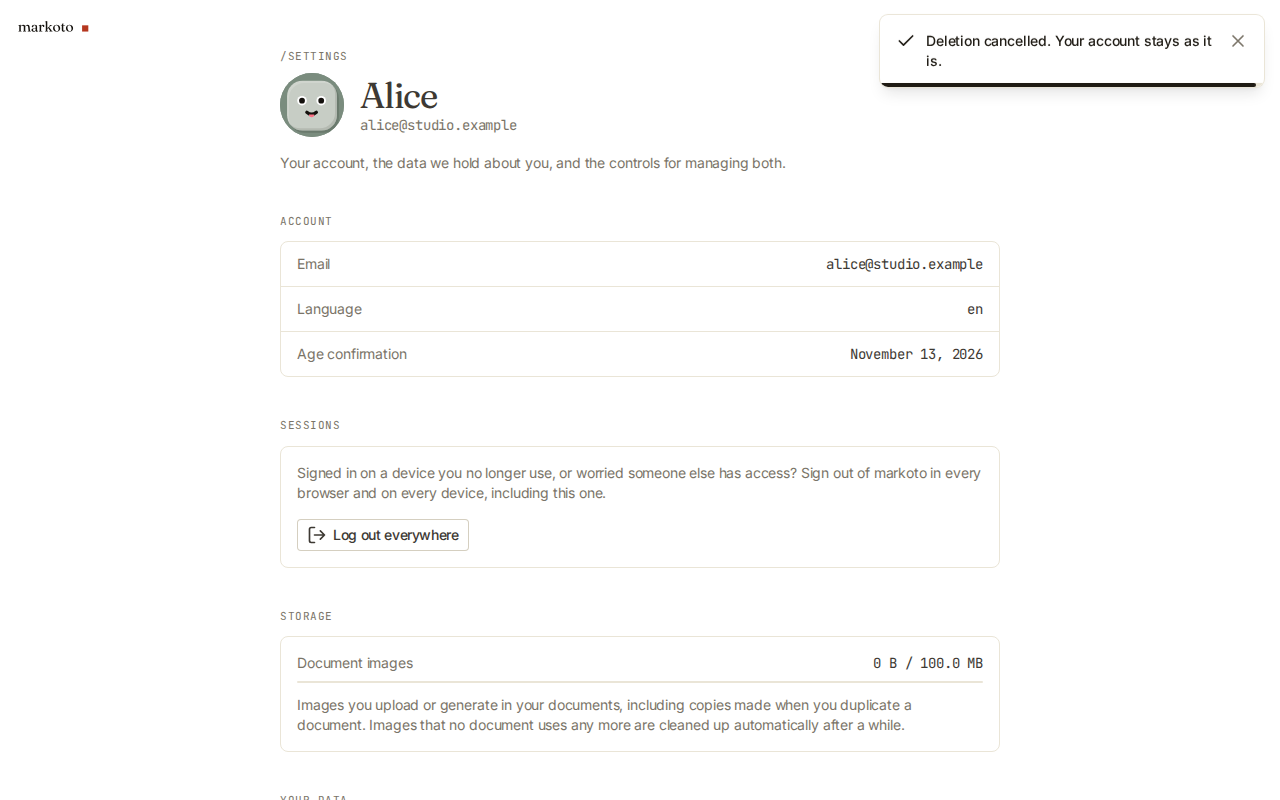 markoto
Deletion cancelled. Your account stays as it
is.
/SETTINGS
Alice
alice@studio.example
Your account, the data we hold about you, and the controls for managing both.
ACCOUNT
Email
alice@studio.example
Language
en
Age confirmation
November 13, 2026
SESSIONS
Signed in on a device you no longer use, or worried someone else has access? Sign out of markoto in every
browser and on every device, including this one.
Log out everywhere
STORAGE
Document images
0 B / 100.0 MB
Images you upload or generate in your documents, including copies made when you duplicate a
document. Images that no document uses any more are cleaned up automatically after a while.
YOUR DATA